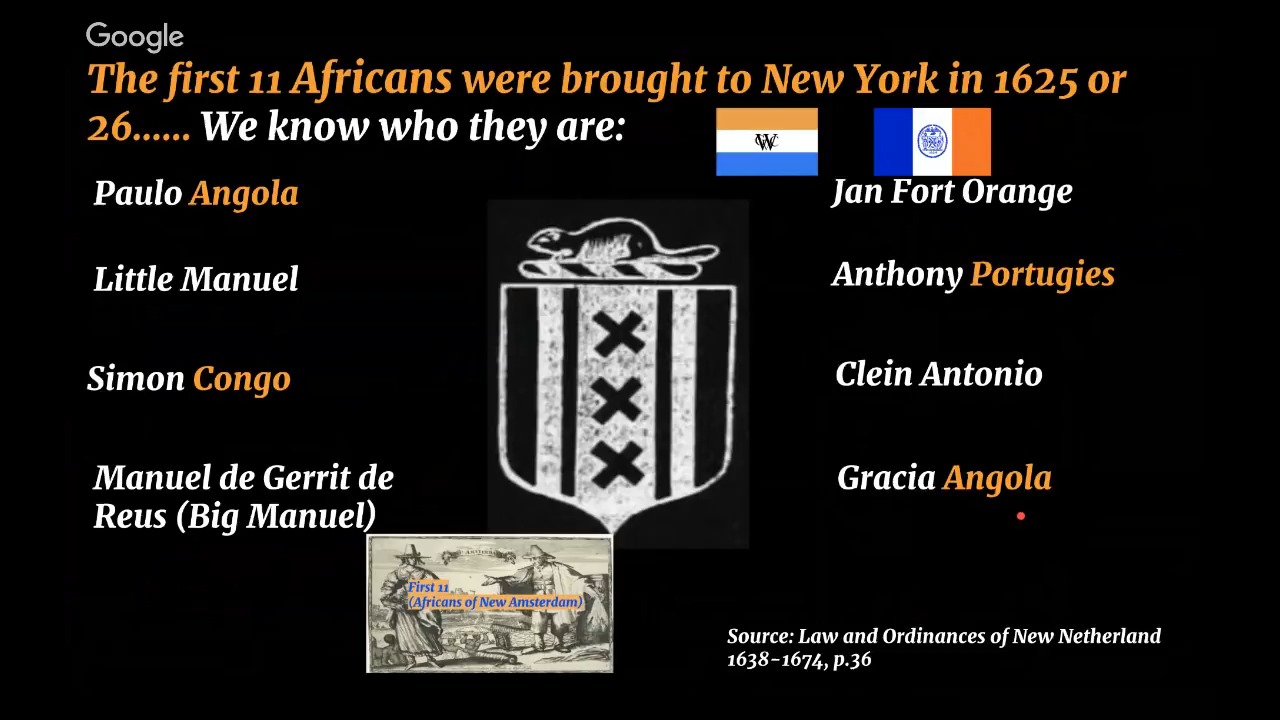 Google
The first 11 Africans were brought to New York in 1625 or
26...... We know who they are:
Paulo Angola
Little Manuel
Simon Congo
Manuel de Gerrit de
Reus (Big Manuel)
Jan Fort Orange
Anthony Portugies
Clein Antonio
Gracia Angola
First 11
(Africans of New Amsterdam)
Source: Law and Ordinances of New Netherland
1638-1674, p.36